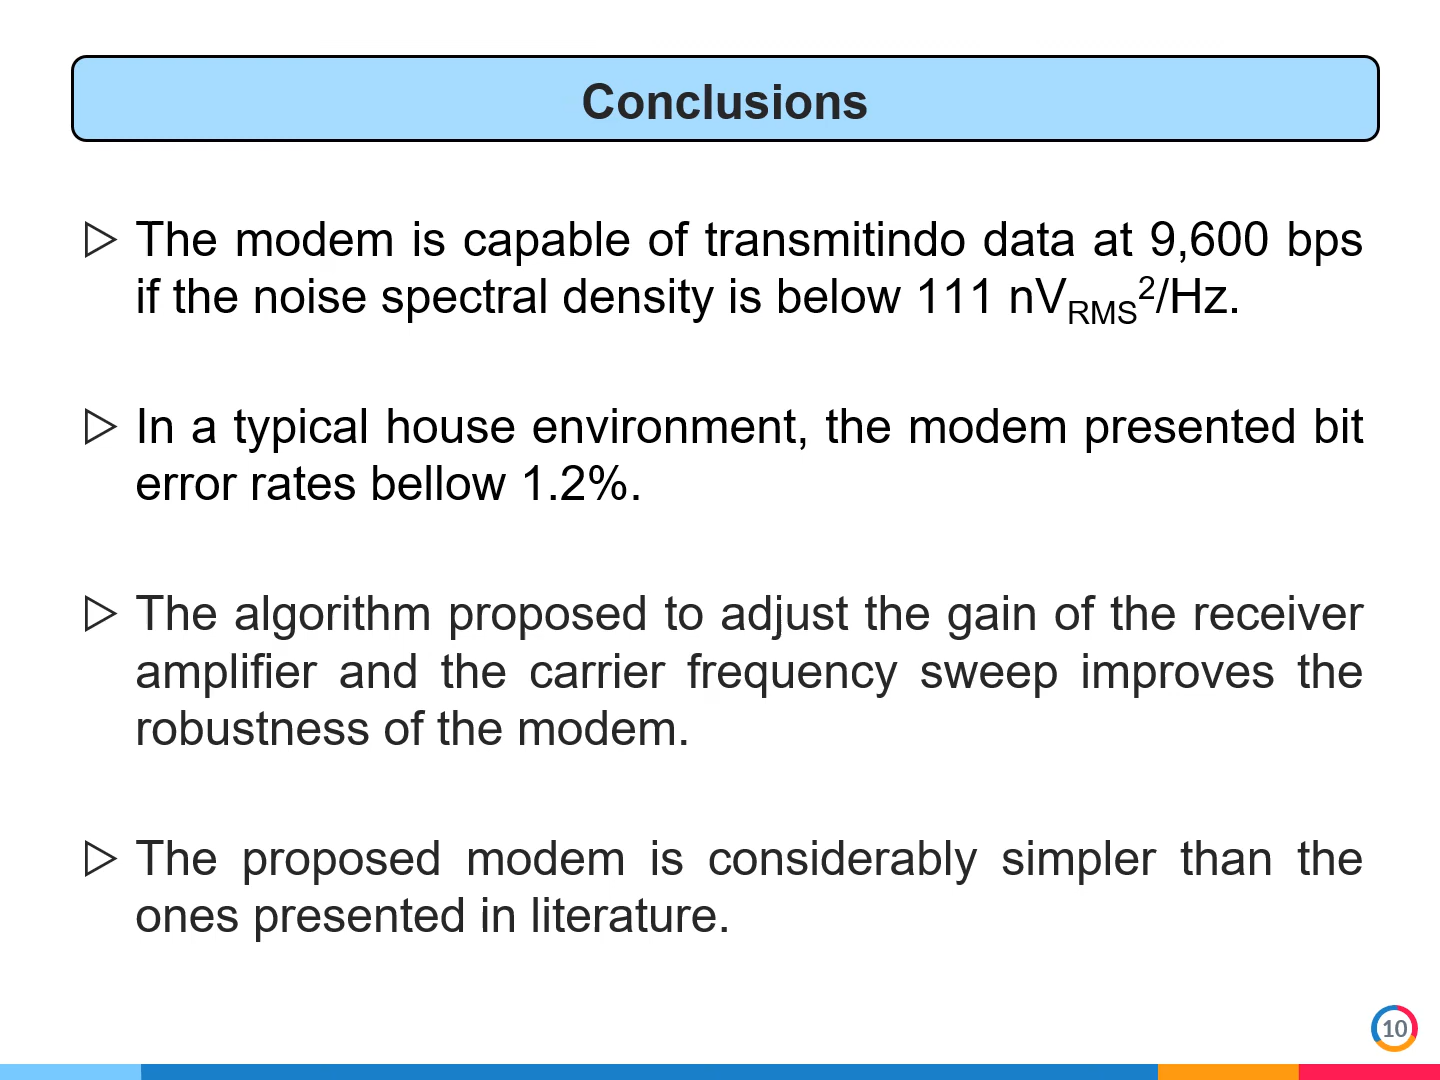 Conclusions
▷ The modem is capable of transmitindo data at 9,600 bps
if the noise spectral density is below 111 nV_RMS²/Hz.
▷ In a typical house environment, the modem presented bit
error rates bellow 1.2%.
▷ The algorithm proposed to adjust the gain of the receiver
amplifier and the carrier frequency sweep improves the
robustness of the modem.
▷ The proposed modem is considerably simpler than the
ones presented in literature.
10